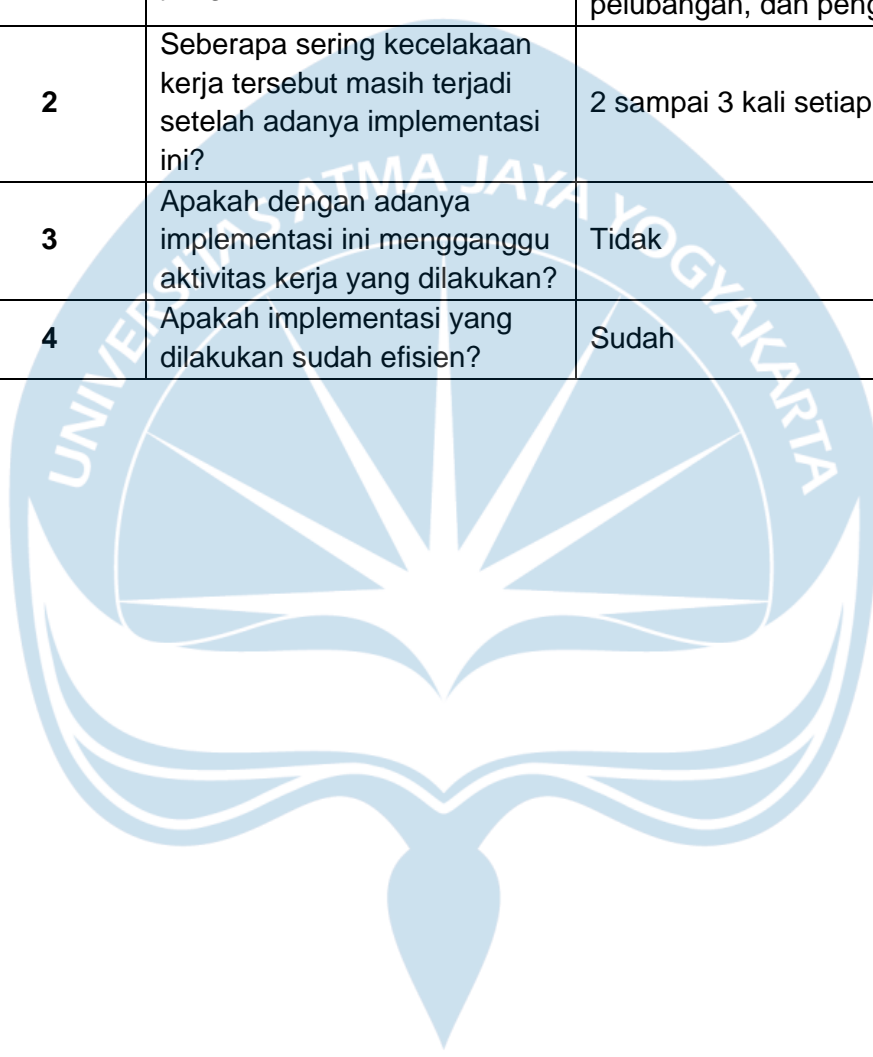 pelubangan, dan
2
Seberapa sering kecelakaan
kerja tersebut masih terjadi
setelah adanya implementasi
ini?
2 sampai 3 kali setiap
3
Apakah dengan adanya
implementasi ini mengganggu
aktivitas kerja yang dilakukan?
Tidak
4
Apakah implementasi yang
dilakukan sudah efisien?
Sudah
UNIVERSITAS ATMA JAYA YOGYAKARTA